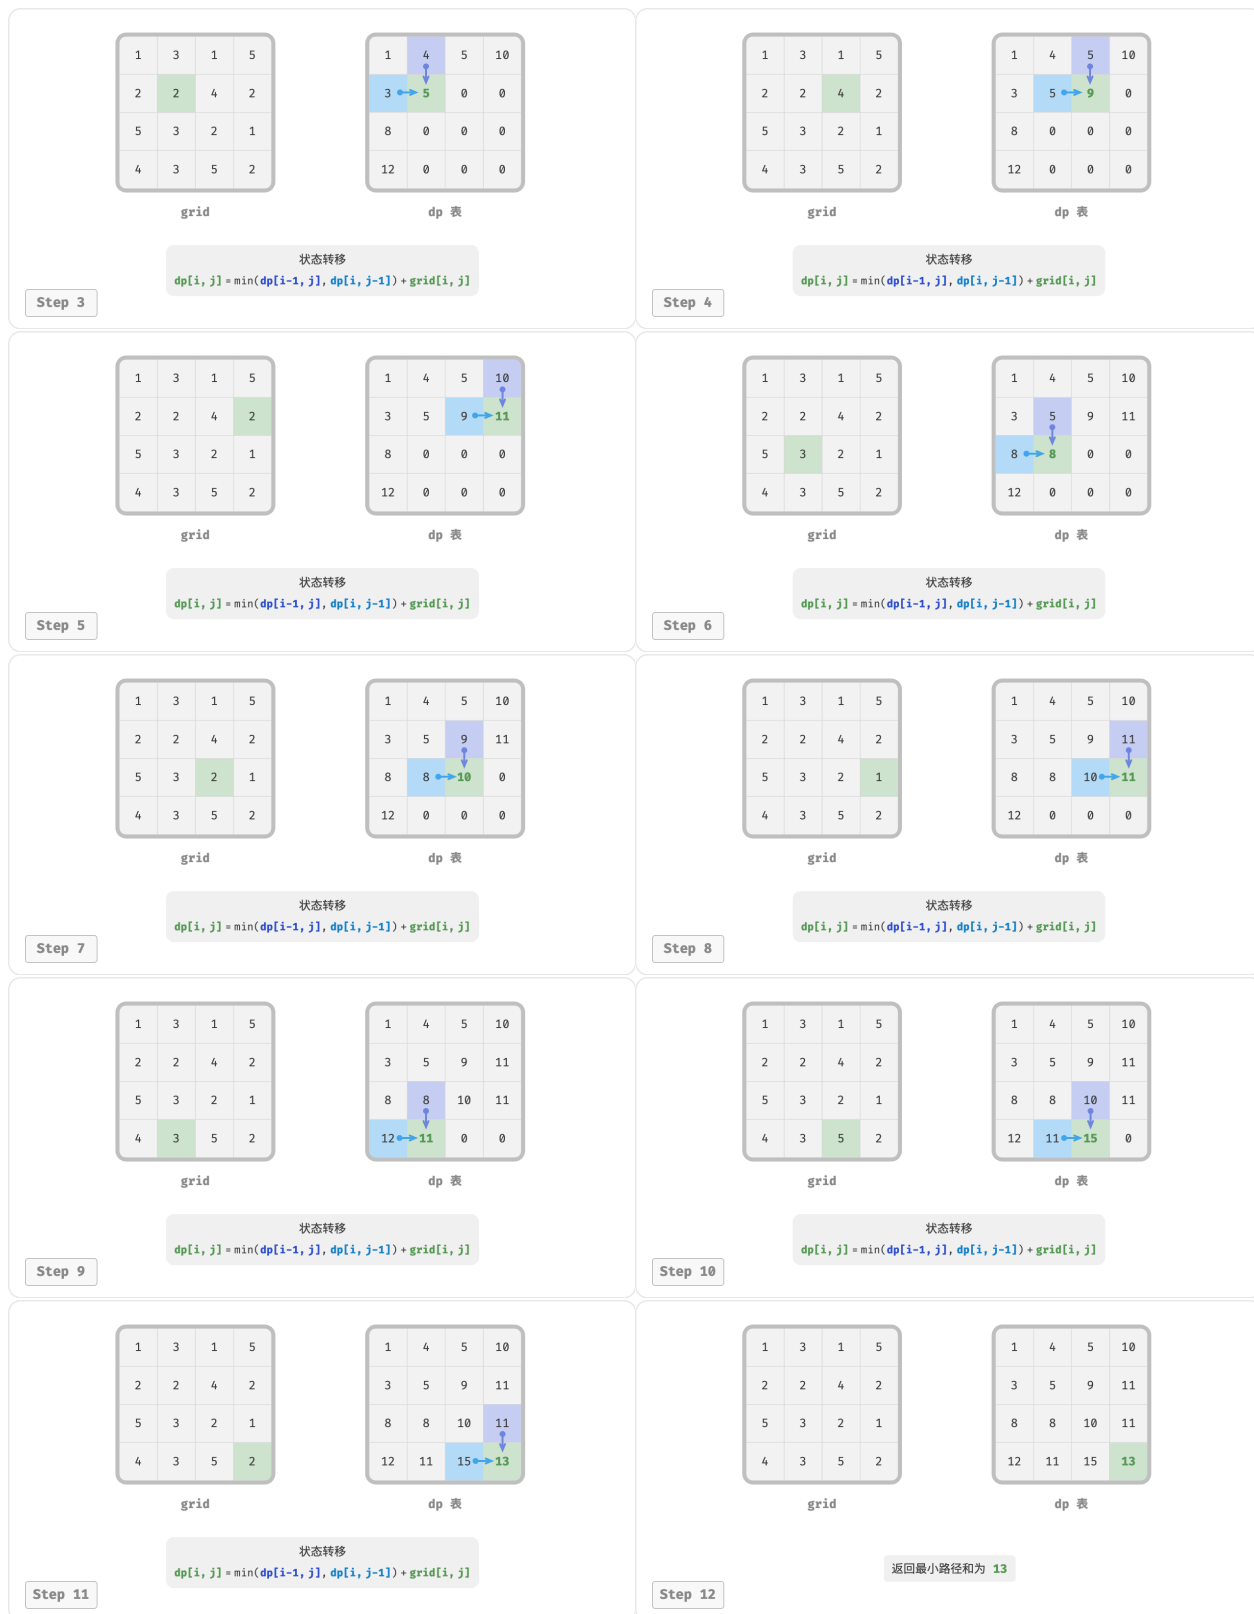 1 3 1 5
2 2 4 2
5 3 2 1
4 3 5 2
grid
1 4 5 10
3 5 0 0
8 0 0 0
12 0 0 0
dp 表
状态转移
dp[i, j] = min(dp[i-1, j], dp[i, j-1]) + grid[i, j]
Step 3
1 3 1 5
2 2 4 2
5 3 2 1
4 3 5 2
grid
1 4 5 10
3 5 9 0
8 0 0 0
12 0 0 0
dp 表
状态转移
dp[i, j] = min(dp[i-1, j], dp[i, j-1]) + grid[i, j]
Step 4
1 3 1 5
2 2 4 2
5 3 2 1
4 3 5 2
grid
1 4 5 10
3 5 9 11
8 0 0 0
12 0 0 0
dp 表
状态转移
dp[i, j] = min(dp[i-1, j], dp[i, j-1]) + grid[i, j]
Step 5
1 3 1 5
2 2 4 2
5 3 2 1
4 3 5 2
grid
1 4 5 10
3 5 9 11
8 8 0 0
12 0 0 0
dp 表
状态转移
dp[i, j] = min(dp[i-1, j], dp[i, j-1]) + grid[i, j]
Step 6
1 3 1 5
2 2 4 2
5 3 2 1
4 3 5 2
grid
1 4 5 10
3 5 9 11
8 8 10 0
12 0 0 0
dp 表
状态转移
dp[i, j] = min(dp[i-1, j], dp[i, j-1]) + grid[i, j]
Step 7
1 3 1 5
2 2 4 2
5 3 2 1
4 3 5 2
grid
1 4 5 10
3 5 9 11
8 8 10 11
12 0 0 0
dp 表
状态转移
dp[i, j] = min(dp[i-1, j], dp[i, j-1]) + grid[i, j]
Step 8
1 3 1 5
2 2 4 2
5 3 2 1
4 3 5 2
grid
1 4 5 10
3 5 9 11
8 8 10 11
12 11 0 0
dp 表
状态转移
dp[i, j] = min(dp[i-1, j], dp[i, j-1]) + grid[i, j]
Step 9
1 3 1 5
2 2 4 2
5 3 2 1
4 3 5 2
grid
1 4 5 10
3 5 9 11
8 8 10 11
12 11 15 0
dp 表
状态转移
dp[i, j] = min(dp[i-1, j], dp[i, j-1]) + grid[i, j]
Step 10
1 3 1 5
2 2 4 2
5 3 2 1
4 3 5 2
grid
1 4 5 10
3 5 9 11
8 8 10 11
12 11 15 13
dp 表
状态转移
dp[i, j] = min(dp[i-1, j], dp[i, j-1]) + grid[i, j]
Step 11
1 3 1 5
2 2 4 2
5 3 2 1
4 3 5 2
grid
1 4 5 10
3 5 9 11
8 8 10 11
12 11 15 13
dp 表
返回最小路径和为 13
Step 12